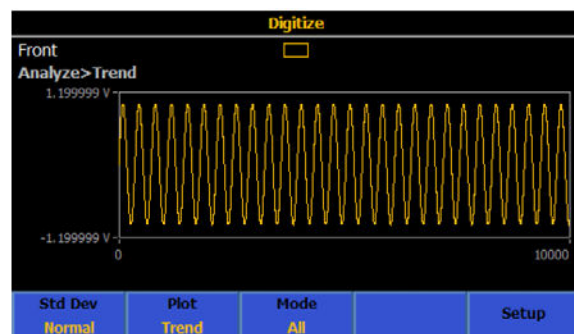 Digitize
Front
Analyze>Trend
1.199999 V
-1.199999 V
0 10000
Std Dev Plot Mode Setup
Normal Trend All